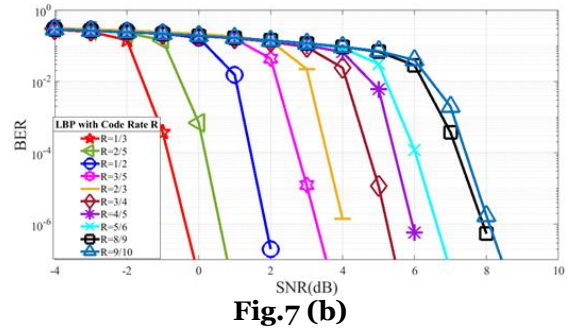 10^0
10^-2
10^-4
10^-6
BER
LBP with Code Rate R
R=1/3
R=2/5
R=1/2
R=3/5
R=2/3
R=3/4
R=4/5
R=5/6
R=8/9
R=9/10
-4 -2 0 2 4 6 8 10
SNR(dB)
Fig.7 (b)